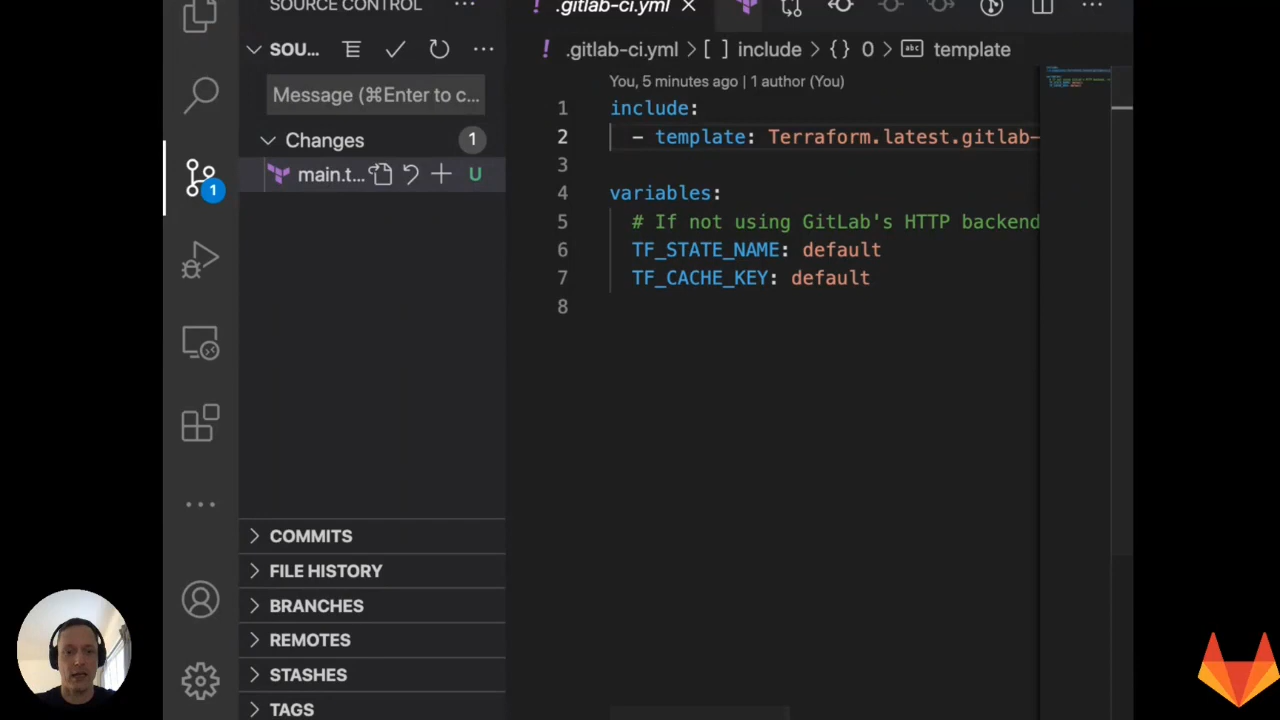 SOURCE CONTROL
.gitlab-ci.yml
SOU...
Message (⌘Enter to c...
Changes
1
main.t...
U
1
COMMITS
FILE HISTORY
BRANCHES
REMOTES
STASHES
TAGS
! .gitlab-ci.yml > [ ] include > {} 0 > abc template
You, 5 minutes ago | 1 author (You)
1 include:
2 - template: Terraform.latest.gitlab-
3
4 variables:
5 # If not using GitLab's HTTP backend
6 TF_STATE_NAME: default
7 TF_CACHE_KEY: default
8